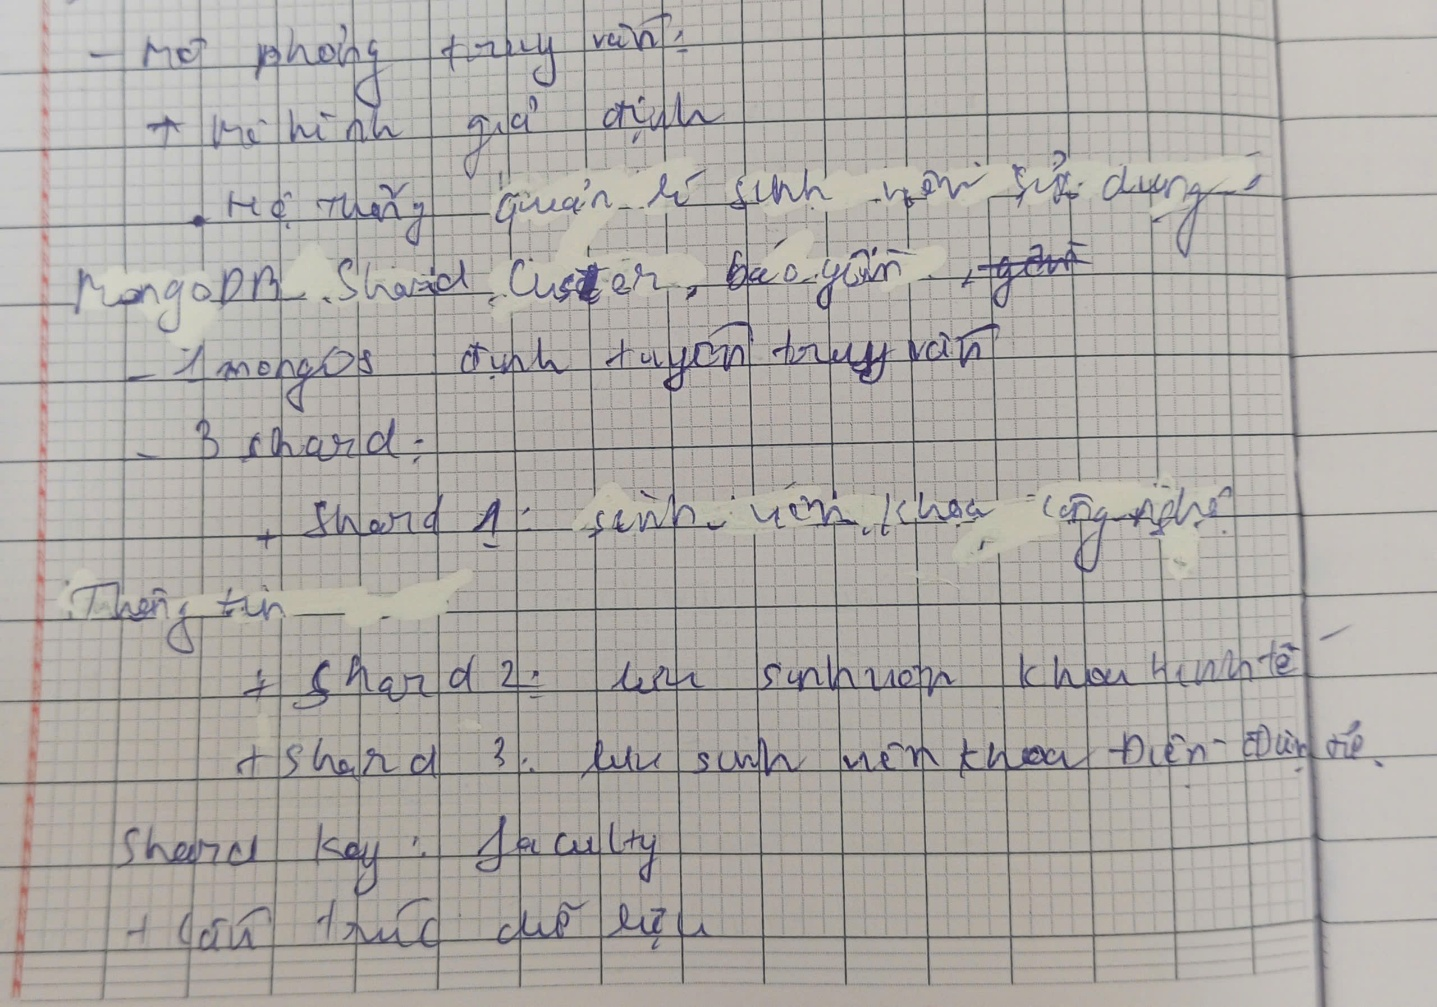 - Mô phỏng truy vấn:
+ Mô hình giả định
. Hệ thống quản lí sinh viên sử dụng
MongoDB Shard Custer, bao gồm , gồm
- 1 mongos định tuyến truy vấn
- 3 shard:
+ Shard 1: sinh viên khoa Công nghệ
Thông tin
+ Shard 2: lưu sinh viên khoa kinh tế
+ Shard 3: lưu sinh viên khoa Điện - Điện tử.
Shard Key: faculty
+ Cấu trúc dữ liệu